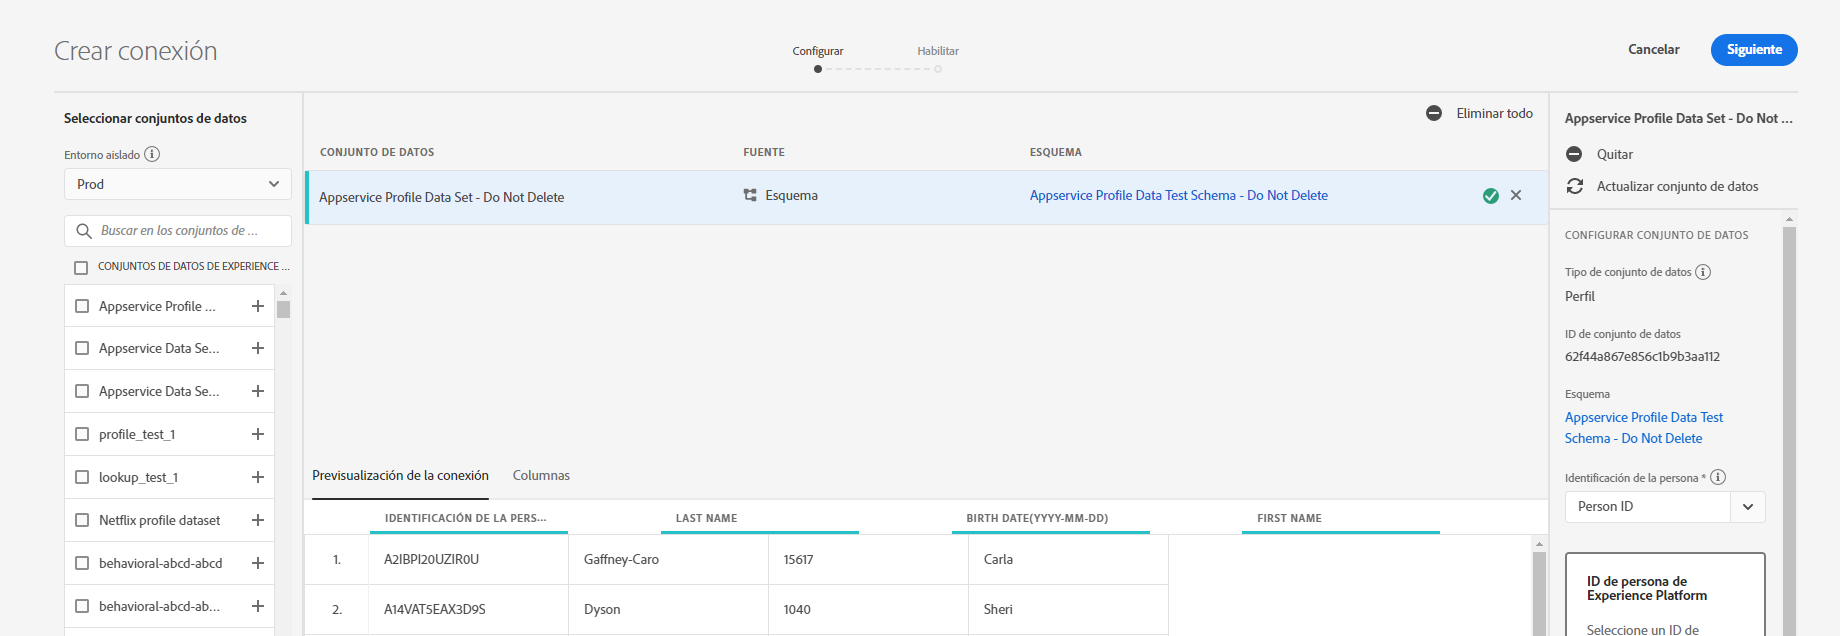 Crear conexión
Configurar
Habilitar
Cancelar
Siguiente
Seleccionar conjuntos de datos
Entorno aislado
Prod
Buscar en los conjuntos de ...
CONJUNTOS DE DATOS DE EXPERIENCE ...
Appservice Profile ...
Appservice Data Se...
Appservice Data Se...
profile_test_1
lookup_test_1
Netflix profile dataset
behavioral-abcd-abcd
behavioral-abcd-ab...
Eliminar todo
CONJUNTO DE DATOS FUENTE ESQUEMA
Appservice Profile Data Set - Do Not Delete Esquema Appservice Profile Data Test Schema - Do Not Delete
Previsualización de la conexión Columnas
IDENTIFICACIÓN DE LA PERS... LAST NAME BIRTH DATE(YYYY-MM-DD) FIRST NAME
1. A2IBPI20UZIR0U Gaffney-Caro 15617 Carla
2. A14VAT5EAX3D9S Dyson 1040 Sheri
Appservice Profile Data Set - Do Not ...
Quitar
Actualizar conjunto de datos
CONFIGURAR CONJUNTO DE DATOS
Tipo de conjunto de datos
Perfil
ID de conjunto de datos
62f44a867e856c1b9b3aa112
Esquema
Appservice Profile Data Test
Schema - Do Not Delete
Identificación de la persona *
Person ID
ID de persona de
Experience Platform
Seleccione un ID de